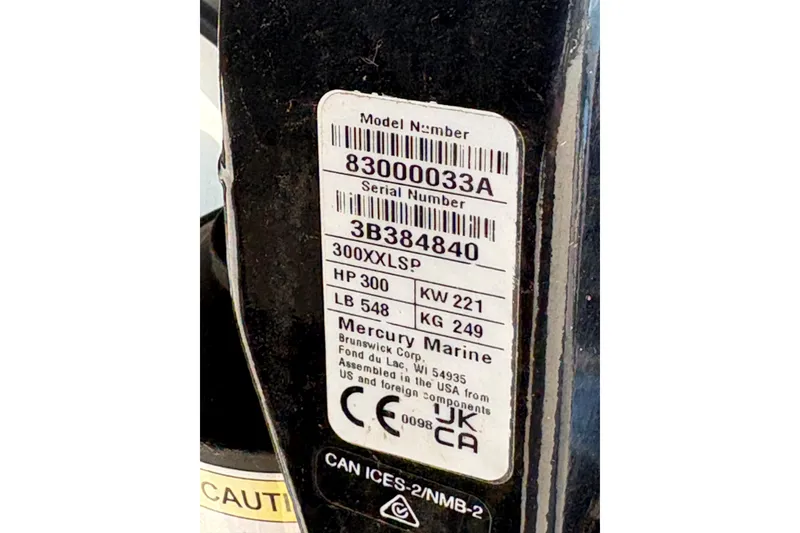 Model Number
83000033A
Serial Number
3B384840
300XXLSP
HP 300 KW 221
LB 548 KG 249
Mercury Marine
Brunswick Corp.
Fond du Lac, WI 54935
Assembled in the USA from
US and foreign components
CE 0098 UK
CA
CAN ICES-2/NMB-2
CAUTI